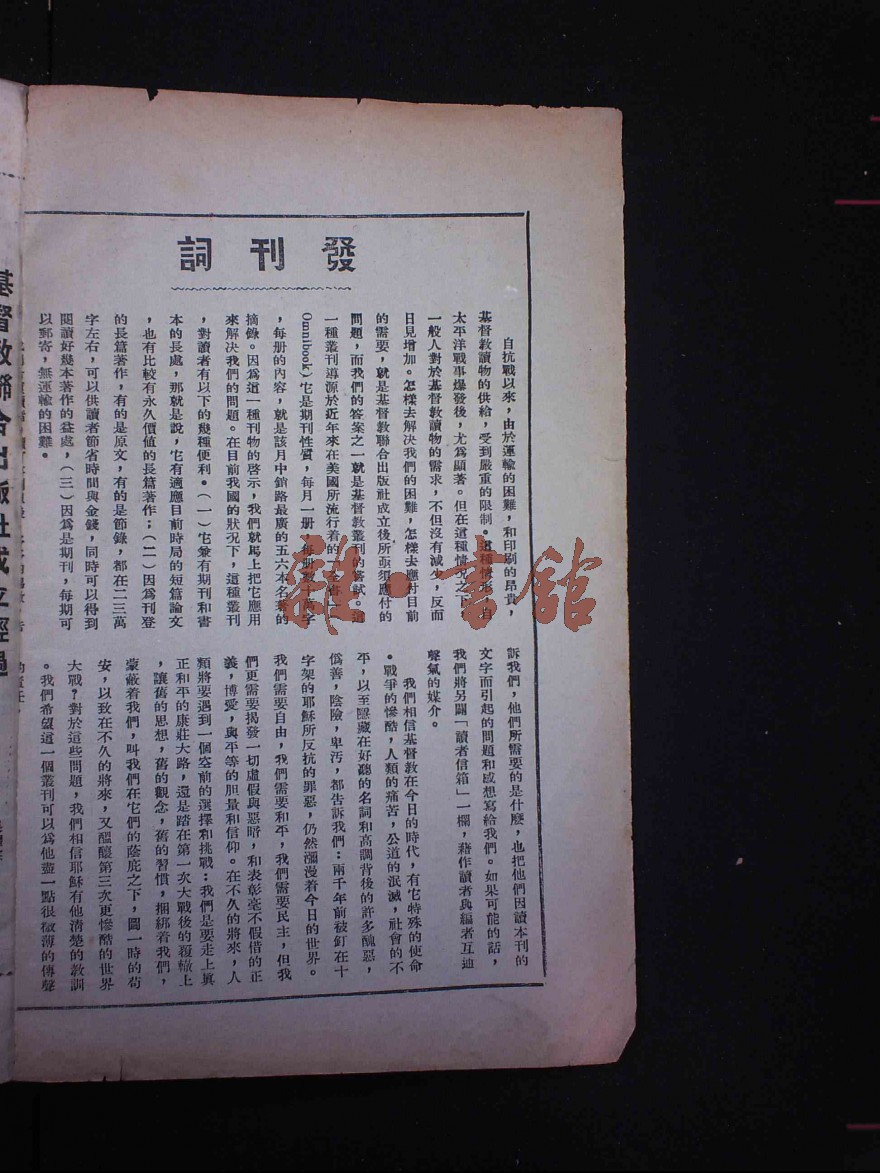 發刊詞
自抗戰以來，由於運輸的困難，和印刷的昂貴，
基督教讀物的供給，受到嚴重的限制。這種情形，自
太平洋戰事爆發後，尤為顯著。但在這種情况之下，
一般人對於基督教讀物的需求，不但沒有減少，反而
日見增加。怎樣去解決我們的困難，怎樣去應付目前
的需要，就是基督教聯合出版社成立後所亟須應付的
問題，而我們的答案之一就是基督教叢刊的嘗試。這
一種叢刊導源於近年來在美國所流行着的
Omnibook）它是期刊性質，每月一册，每册數十萬字
，每册的內容，就是該月中銷路最廣的五六本名著的
摘錄。因爲這一種刊物的啓示，我們就馬上把它應用
來解決我們的問題。在目前我國的狀况下，這種叢刊
，對讀者有以下的幾種便利。（一）它兼有期刊和書
本的長處，那就是說，它有適應目前時局的短篇論文
，也有比較有永久價值的長篇著作；（二）因爲刊登
的長篇著作，有的是原文，有的是節錄，都在二三萬
字左右，可以供讀者節省時間與金錢，同時可以得到
閱讀好幾本著作的益處，（三）因爲是期刊，每期可
以郵寄，無運輸的困難。
訴我們，他們所需要的是什麼，也把他們因讀本刊的
文字而引起的問題和感想寫給我們。如果可能的話，
我們將另闢「讀者信箱」一欄，藉作讀者與編者互通
聲氣的媒介。
我們相信基督教在今日的時代，有它特殊的使命
。戰爭的慘酷，人類的痛苦，公道的泯滅，社會的不
平，以至隱藏在好聽的名詞和高調背後的許多醜惡，
僞善，陰險，卑污，都告訴我們：兩千年前被釘在十
字架的耶穌所反抗的罪惡，仍然瀰漫着今日的世界。
我們需要自由，我們需要和平，我們需要民主，但我
們更需要揭發一切虛假與惡暗，和表彰毫不假借的正
義，博愛，與平等的胆量和信仰。在不久的將來，人
類將要遇到一個空前的選擇和挑戰：我們是要走上眞
正和平的康莊大路，還是踏在第一次大戰後的覆轍上
，讓舊的思想，舊的觀念，舊的習慣，捆綁着我們，
蒙蔽着我們，叫我們在它們的蔭庇之下，圖一時的苟
安，以致在不久的將來，又醞釀第三次更慘酷的世界
大戰？對於這些問題，我們相信耶穌有他清楚的教訓
。我們希望這一個叢刊可以爲他盡一點很微薄的傳聲
的責任。
基督教聯合出版社成立經過
雜·書館